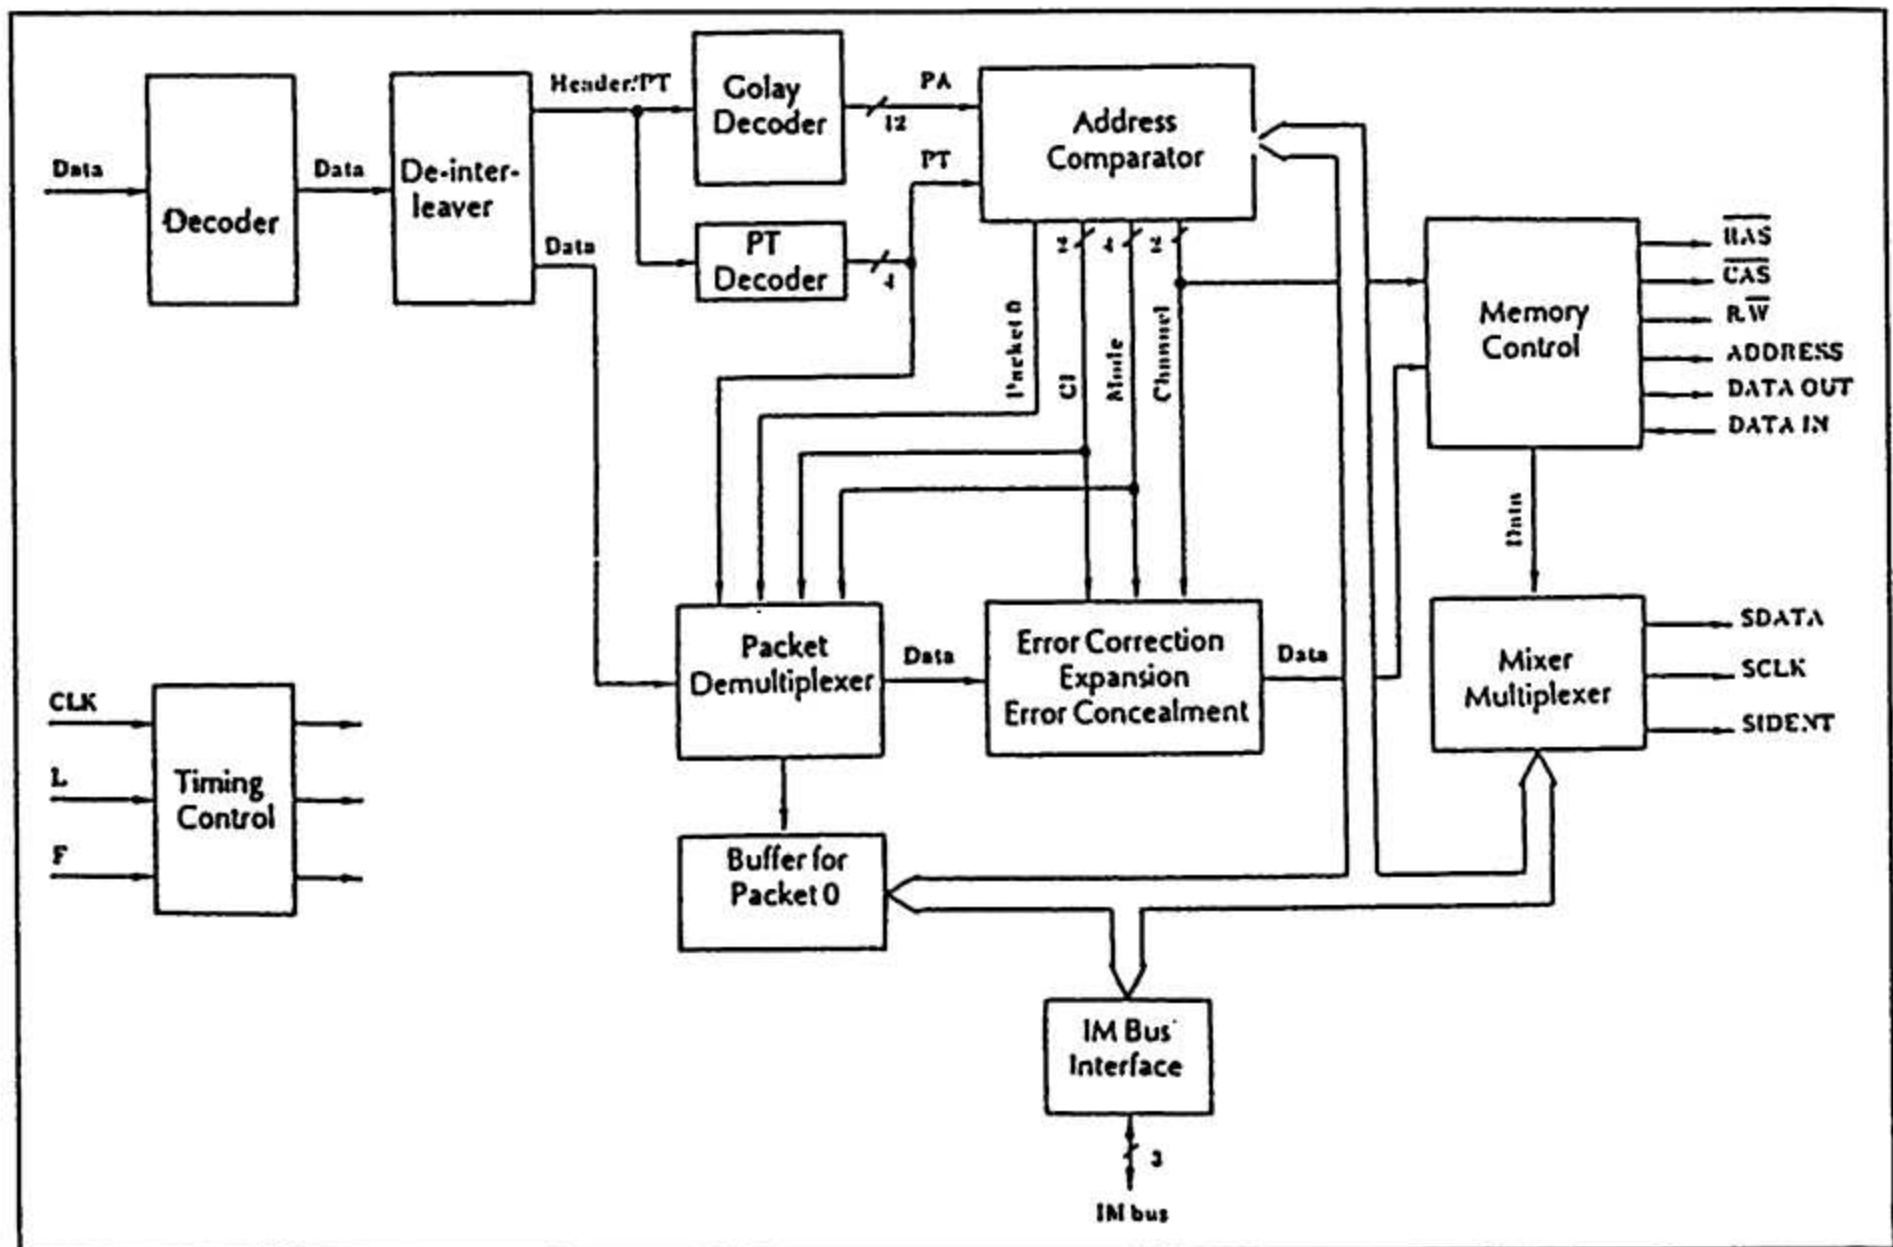 Data
Decoder
Data
De-inter-
leaver
Header/PT
Data
Golay
Decoder
PA
12
PT
PT
Decoder
4
Address
Comparator
2
4
2
Packet 0
CI
Mode
Channel
Memory
Control
RAS
CAS
R/W
ADDRESS
DATA OUT
DATA IN
Data
Packet
Demultiplexer
Data
Error Correction
Expansion
Error Concealment
Data
Mixer
Multiplexer
SDATA
SCLK
SIDENT
CLK
L
F
Timing
Control
Buffer for
Packet 0
IM Bus
Interface
3
IM bus